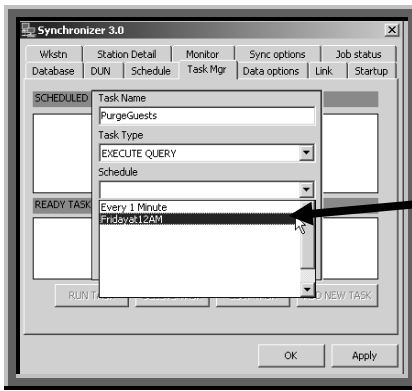 Synchronizer 3.0
Wkstn Station Detail Monitor Sync options Job status
Database DUN Schedule Task Mgr Data options Link Startup
SCHEDULED
Task Name
PurgeGuests
Task Type
EXECUTE QUERY
Schedule
READY TASK
Every 1 Minute
Fridayat12AM
RUN T NEW TASK
OK Apply